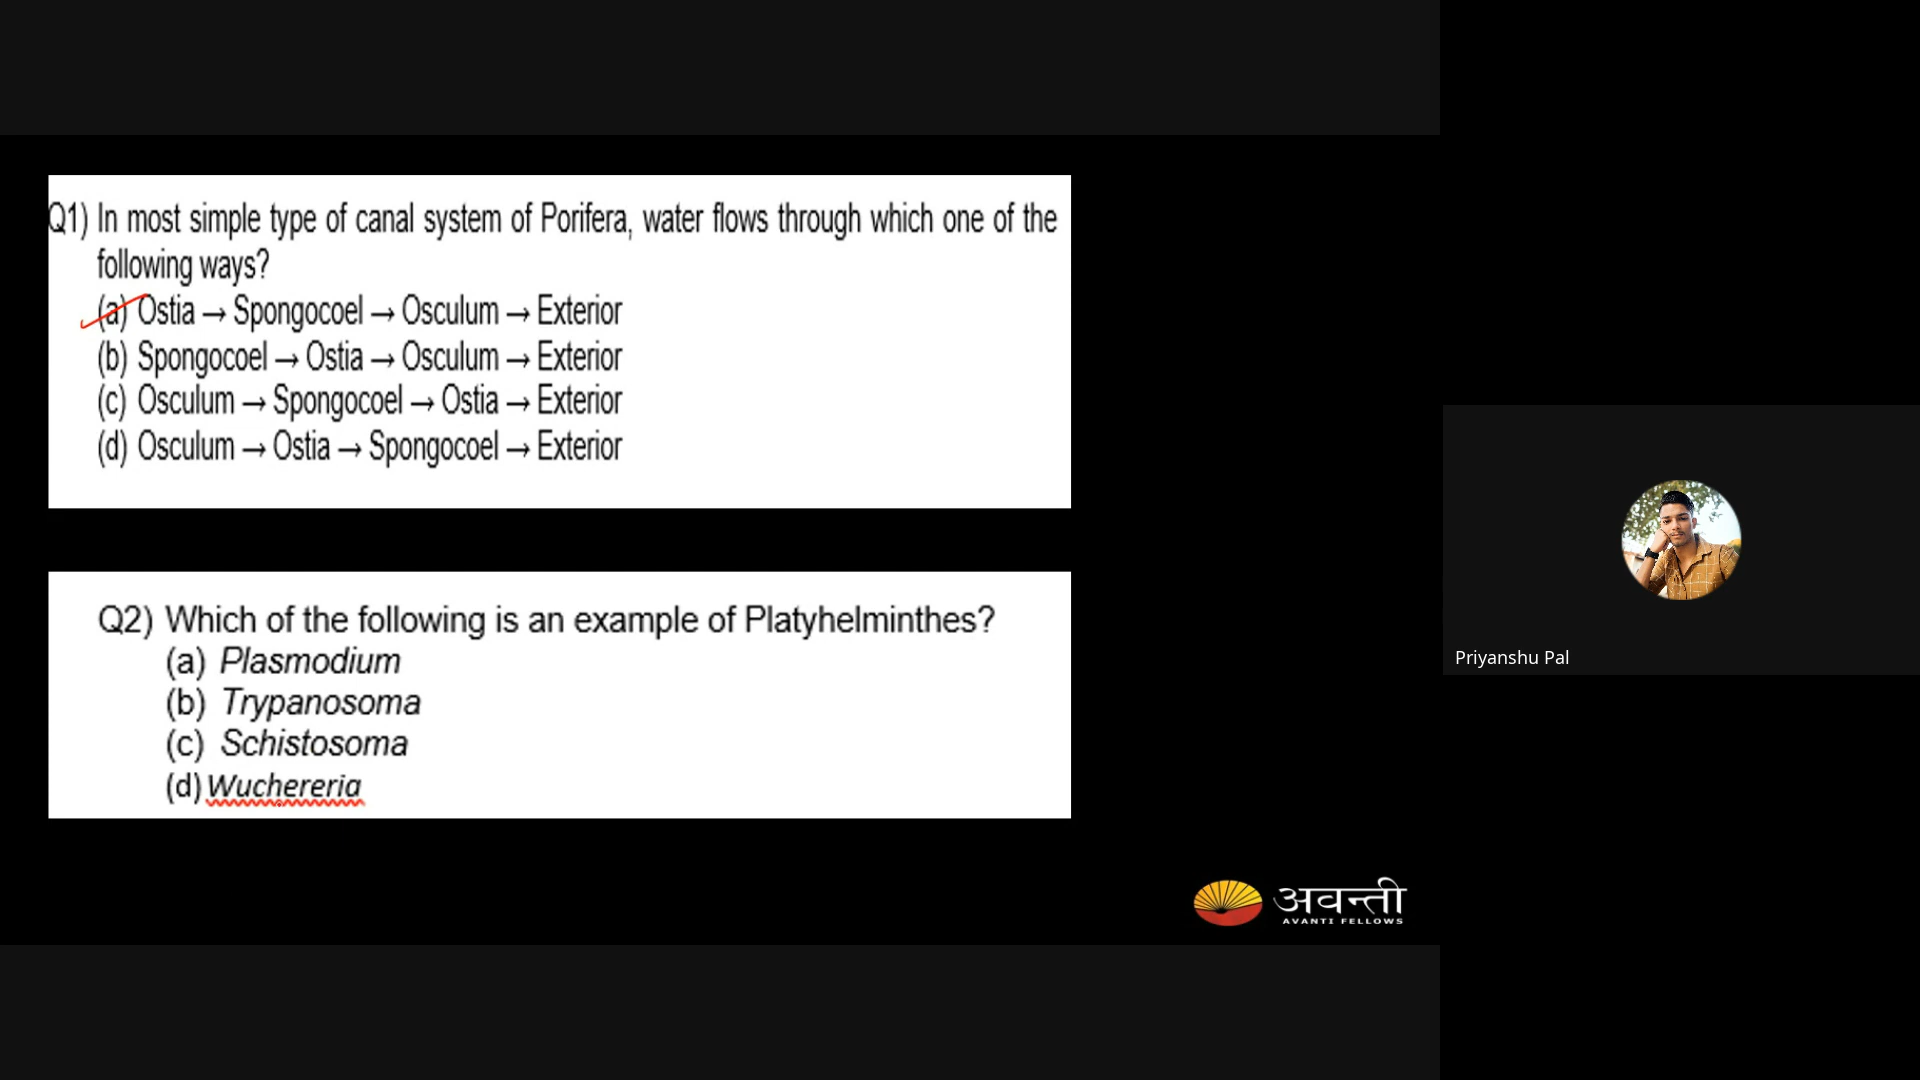 Q1) In most simple type of canal system of Porifera, water flows through which one of the
following ways?
(a) Ostia → Spongocoel → Osculum → Exterior
(b) Spongocoel → Ostia → Osculum → Exterior
(c) Osculum → Spongocoel → Ostia → Exterior
(d) Osculum → Ostia → Spongocoel → Exterior
Q2) Which of the following is an example of Platyhelminthes?
(a) Plasmodium
(b) Trypanosoma
(c) Schistosoma
(d) Wuchereria
अवन्ती
AVANTI FELLOWS
Priyanshu Pal